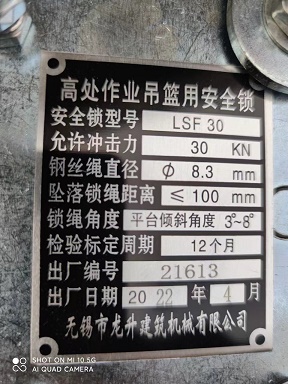 高处作业吊篮用安全锁
安全锁型号 LSF 30
允许冲击力 30 KN
钢丝绳直径 ϕ 8.3 mm
坠落锁绳距离 ≤ 100 mm
锁绳角度 平台倾斜角度 3°~8°
检验标定周期 12个月
出厂编号 21613
出厂日期 2022 年 4 月
无锡市龙升建筑机械有限公司
SHOT ON MI 10.5G
AI QUAD CAMERA